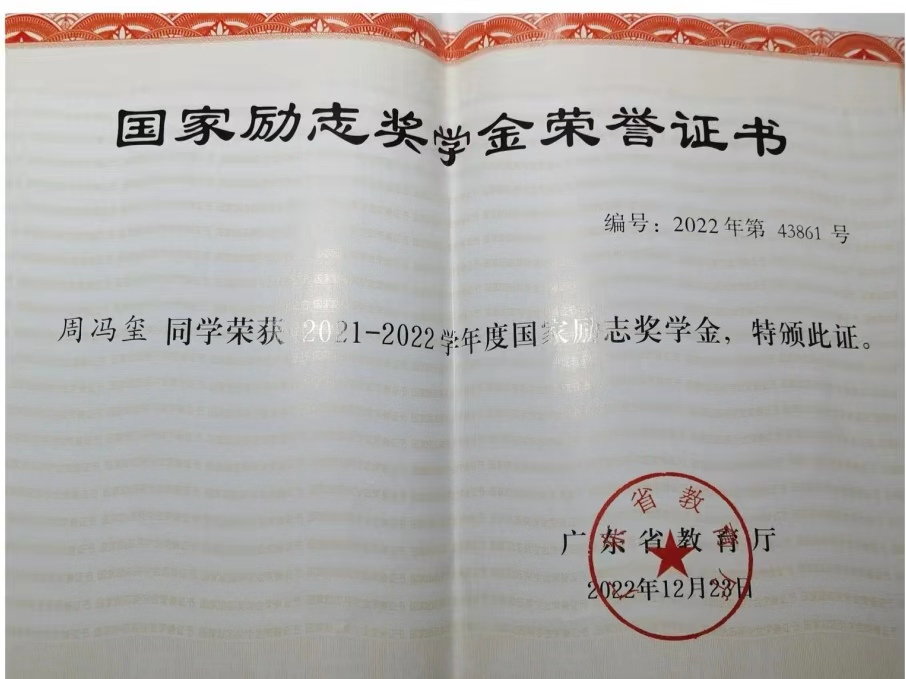 国家励志奖学金荣誉证书
编号：2022年第 43861 号
周冯玺 同学荣获 2021-2022学年度国家励志奖学金，特颁此证。
广东省教育厅
2022年12月23日